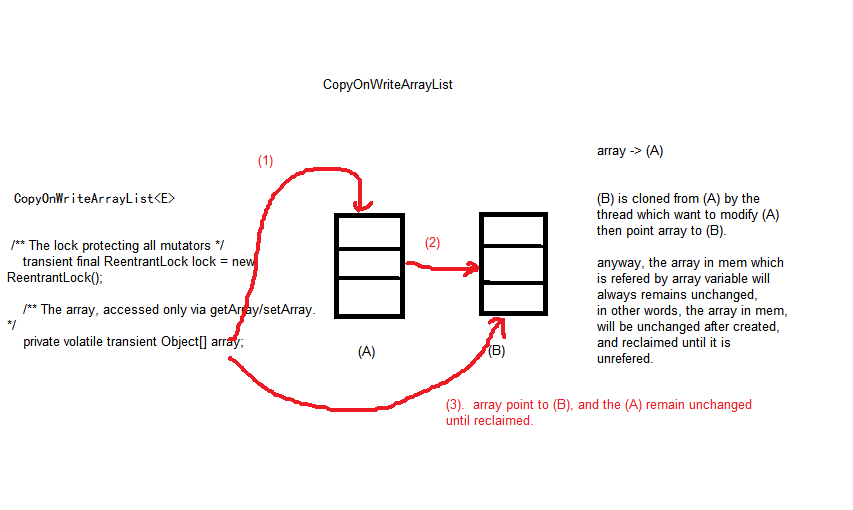 CopyOnWriteArrayList
(1)
array -> (A)
CopyOnWriteArrayList<E>
(B) is cloned from (A) by the
thread which want to modify (A)
then point array to (B).
/** The lock protecting all mutators */
transient final ReentrantLock lock = new
ReentrantLock();
(2)
anyway, the array in mem which
is refered by array variable will
always remains unchanged,
in other words, the array in mem,
will be unchanged after created,
and reclaimed until it is
unrefered.
/** The array, accessed only via getArray/setArray.
*/
private volatile transient Object[] array;
(A)
(B)
(3). array point to (B), and the (A) remain unchanged
until reclaimed.